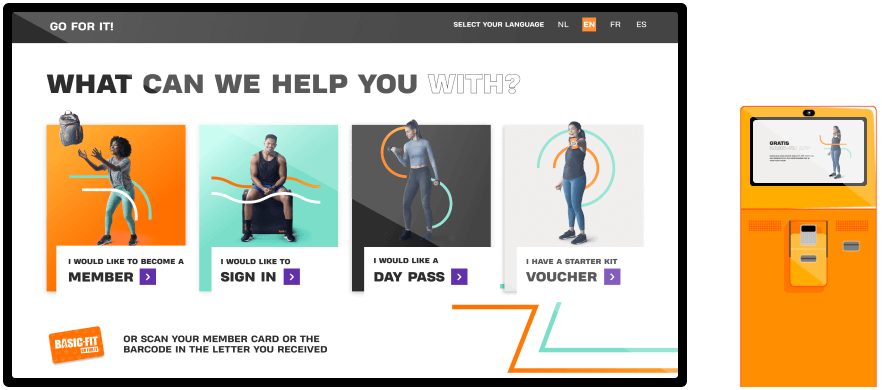 GO FOR IT!
SELECT YOUR LANGUAGE NL EN FR ES
WHAT CAN WE HELP YOU WITH?
I WOULD LIKE TO BECOME A
MEMBER
I WOULD LIKE TO
SIGN IN
I WOULD LIKE A
DAY PASS
I HAVE A STARTER KIT
VOUCHER
BASIC-FIT
OR SCAN YOUR MEMBER CARD OR THE
BARCODE IN THE LETTER YOU RECEIVED
GRATIS